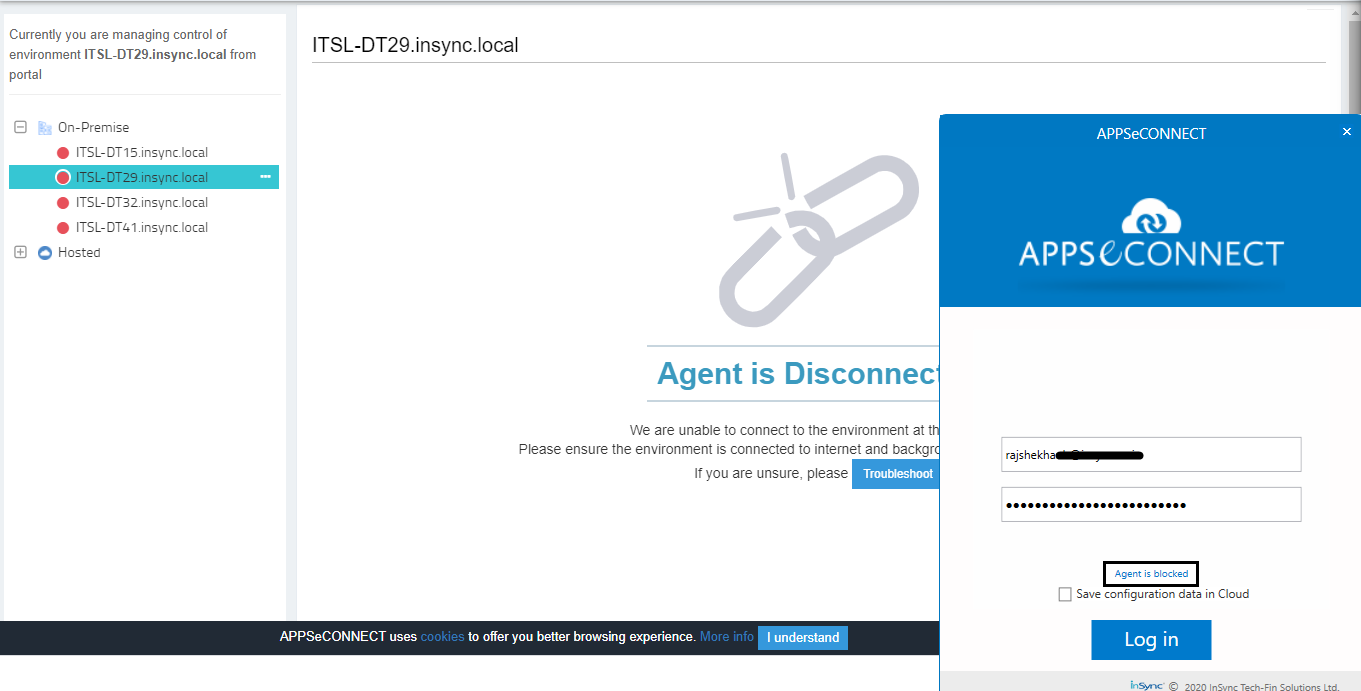 Currently you are managing control of
environment ITSL-DT29.insync.local from
portal
On-Premise
ITSL-DT15.insync.local
ITSL-DT29.insync.local
ITSL-DT32.insync.local
ITSL-DT41.insync.local
Hosted
ITSL-DT29.insync.local
Agent is Disconnect
We are unable to connect to the environment at th
Please ensure the environment is connected to internet and backgro
If you are unsure, please Troubleshoot
APPSeCONNECT uses cookies to offer you better browsing experience. More info I understand
APPSeCONNECT
APPSeCONNECT
rajshekha
Agent is blocked
Save configuration data in Cloud
Log in
inSync © 2020 InSync Tech-Fin Solutions Ltd.